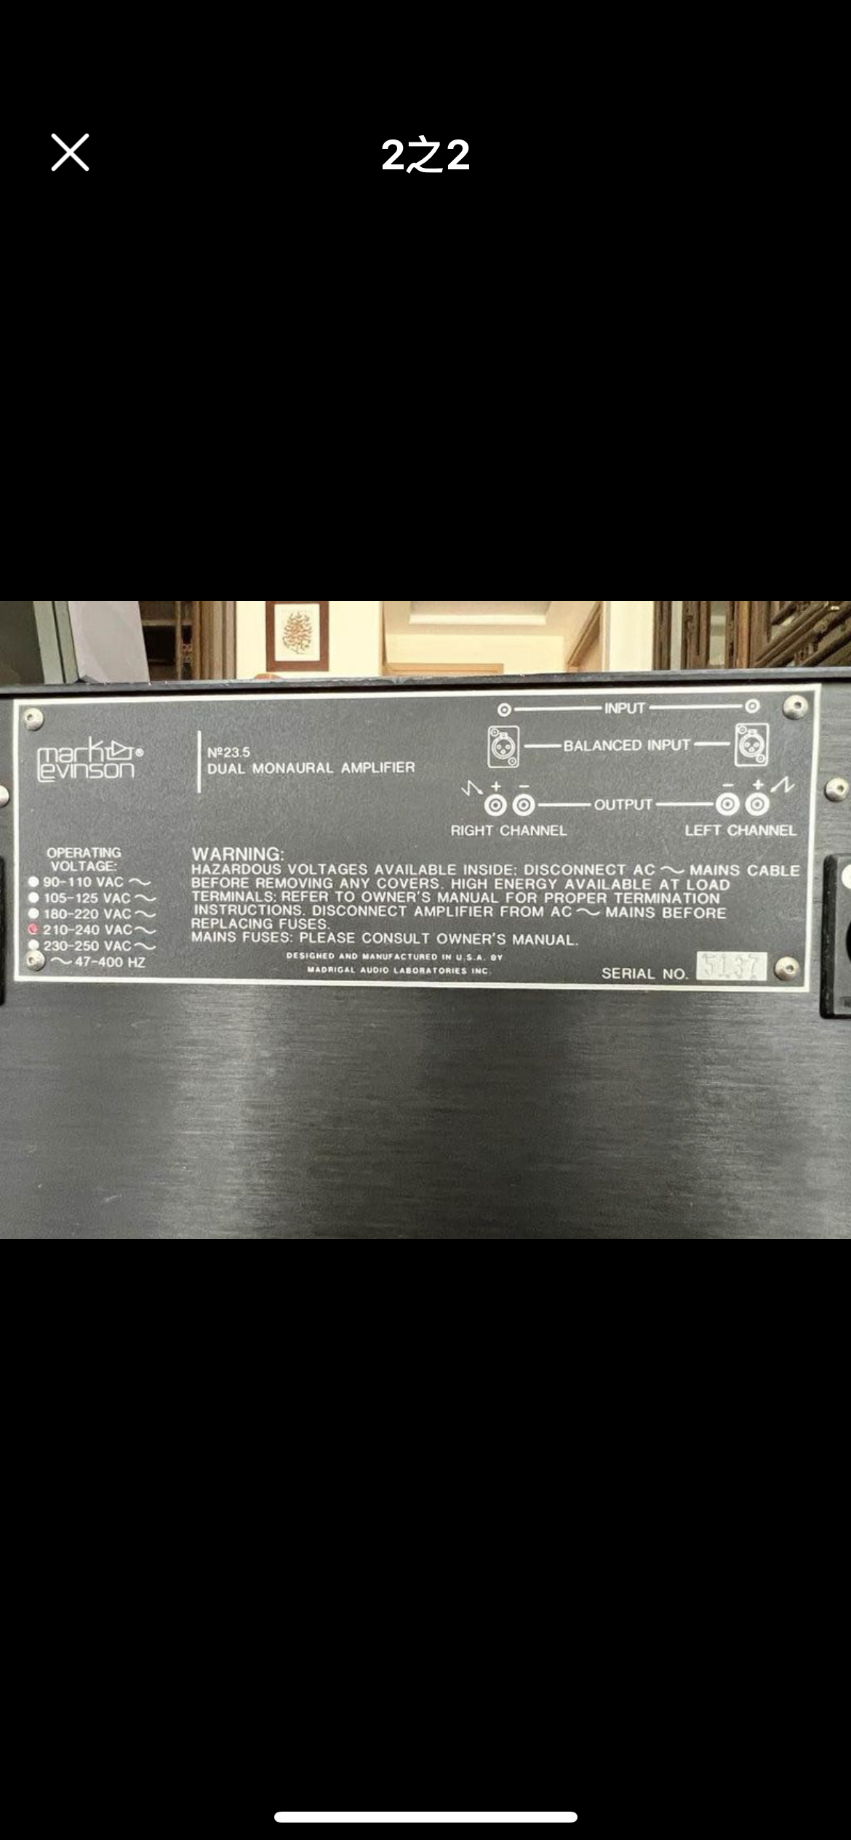 2之2
mark
levinson®
Nº23.5
DUAL MONAURAL AMPLIFIER
INPUT
BALANCED INPUT
+ −
− +
OUTPUT
RIGHT CHANNEL
LEFT CHANNEL
OPERATING
VOLTAGE:
90-110 VAC ~
105-125 VAC ~
180-220 VAC ~
210-240 VAC ~
230-250 VAC ~
~ 47-400 HZ
WARNING:
HAZARDOUS VOLTAGES AVAILABLE INSIDE; DISCONNECT AC ~ MAINS CABLE
BEFORE REMOVING ANY COVERS. HIGH ENERGY AVAILABLE AT LOAD
TERMINALS; REFER TO OWNER'S MANUAL FOR PROPER TERMINATION
INSTRUCTIONS. DISCONNECT AMPLIFIER FROM AC ~ MAINS BEFORE
REPLACING FUSES.
MAINS FUSES: PLEASE CONSULT OWNER'S MANUAL.
DESIGNED AND MANUFACTURED IN U.S.A. BY
MADRIGAL AUDIO LABORATORIES INC.
SERIAL NO. 5137